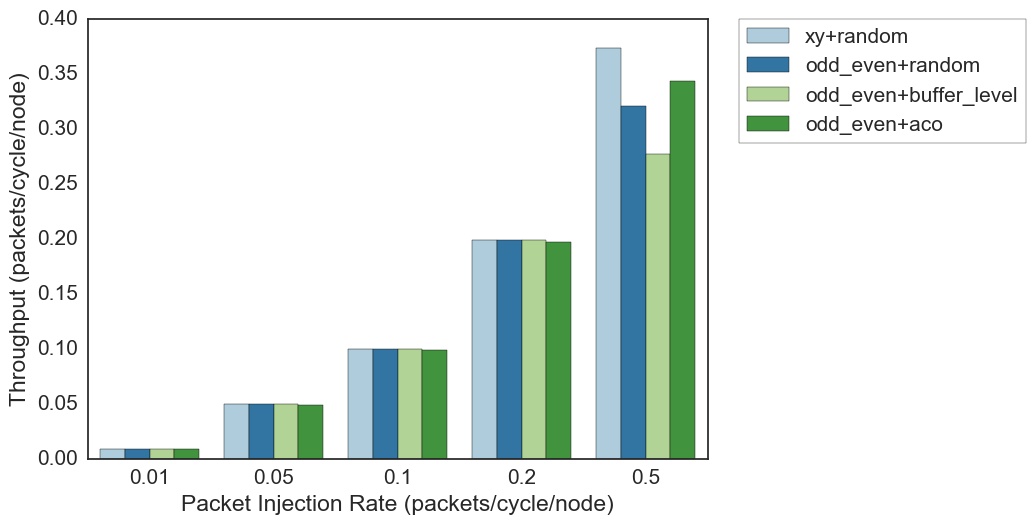 0.40
0.35
0.30
0.25
0.20
0.15
0.10
0.05
0.00
Throughput (packets/cycle/node)
0.01 0.05 0.1 0.2 0.5
Packet Injection Rate (packets/cycle/node)
xy+random
odd_even+random
odd_even+buffer_level
odd_even+aco